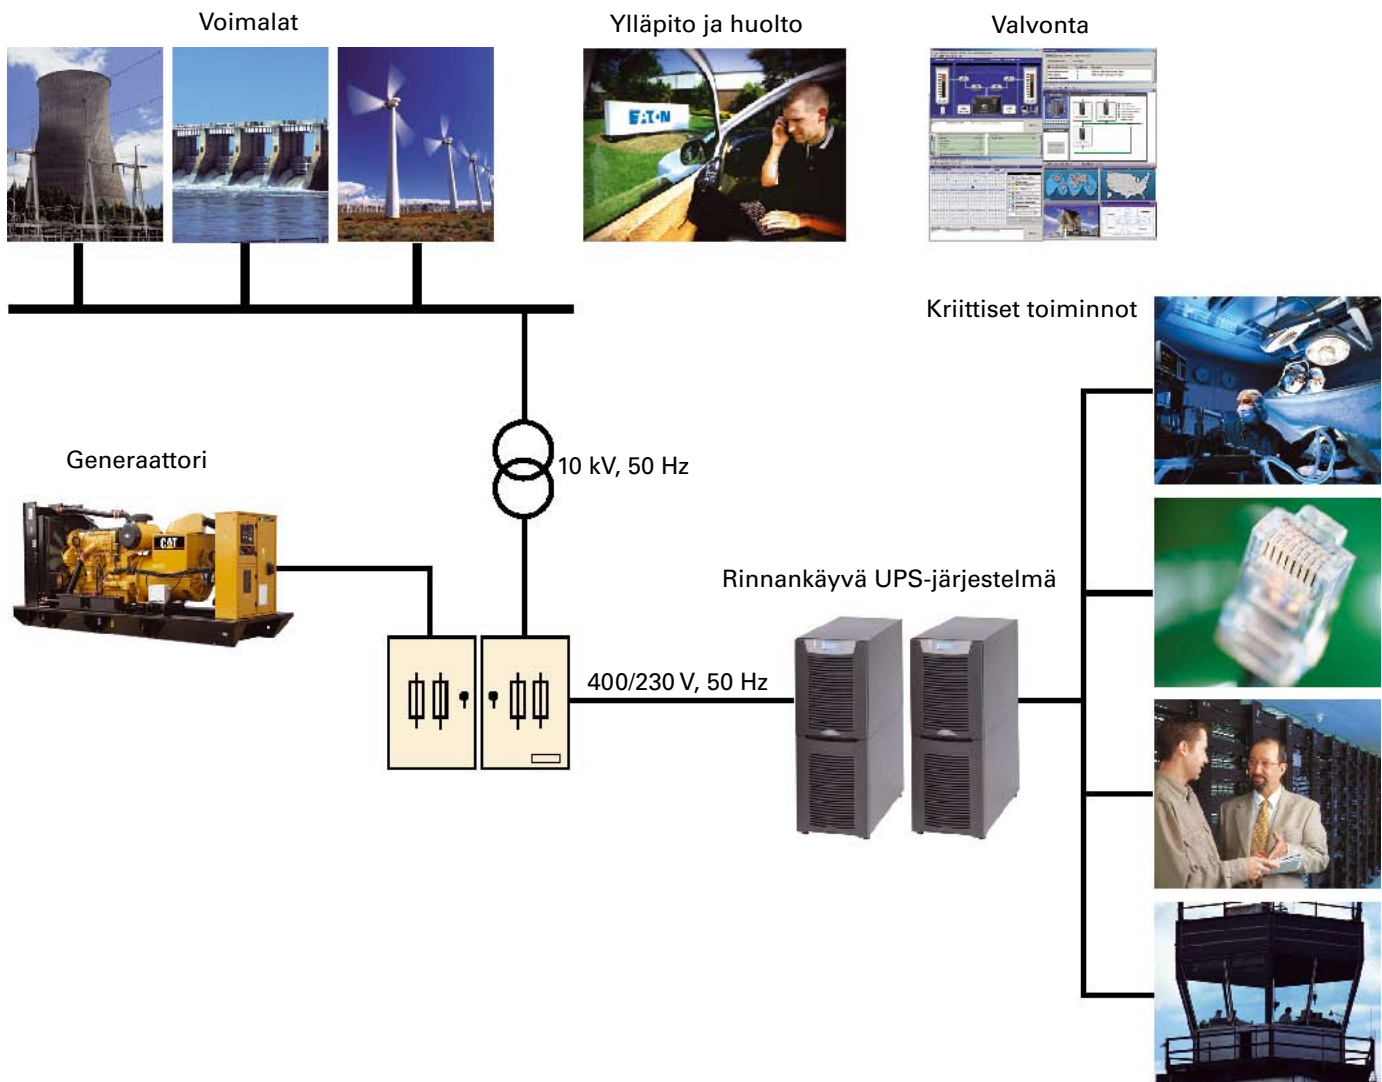 Voimalat
Ylläpito ja huolto
Valvonta
EATON
Kriittiset toiminnot
Generaattori
10 kV, 50 Hz
CAT
Rinnankäyvä UPS-järjestelmä
400/230 V, 50 Hz